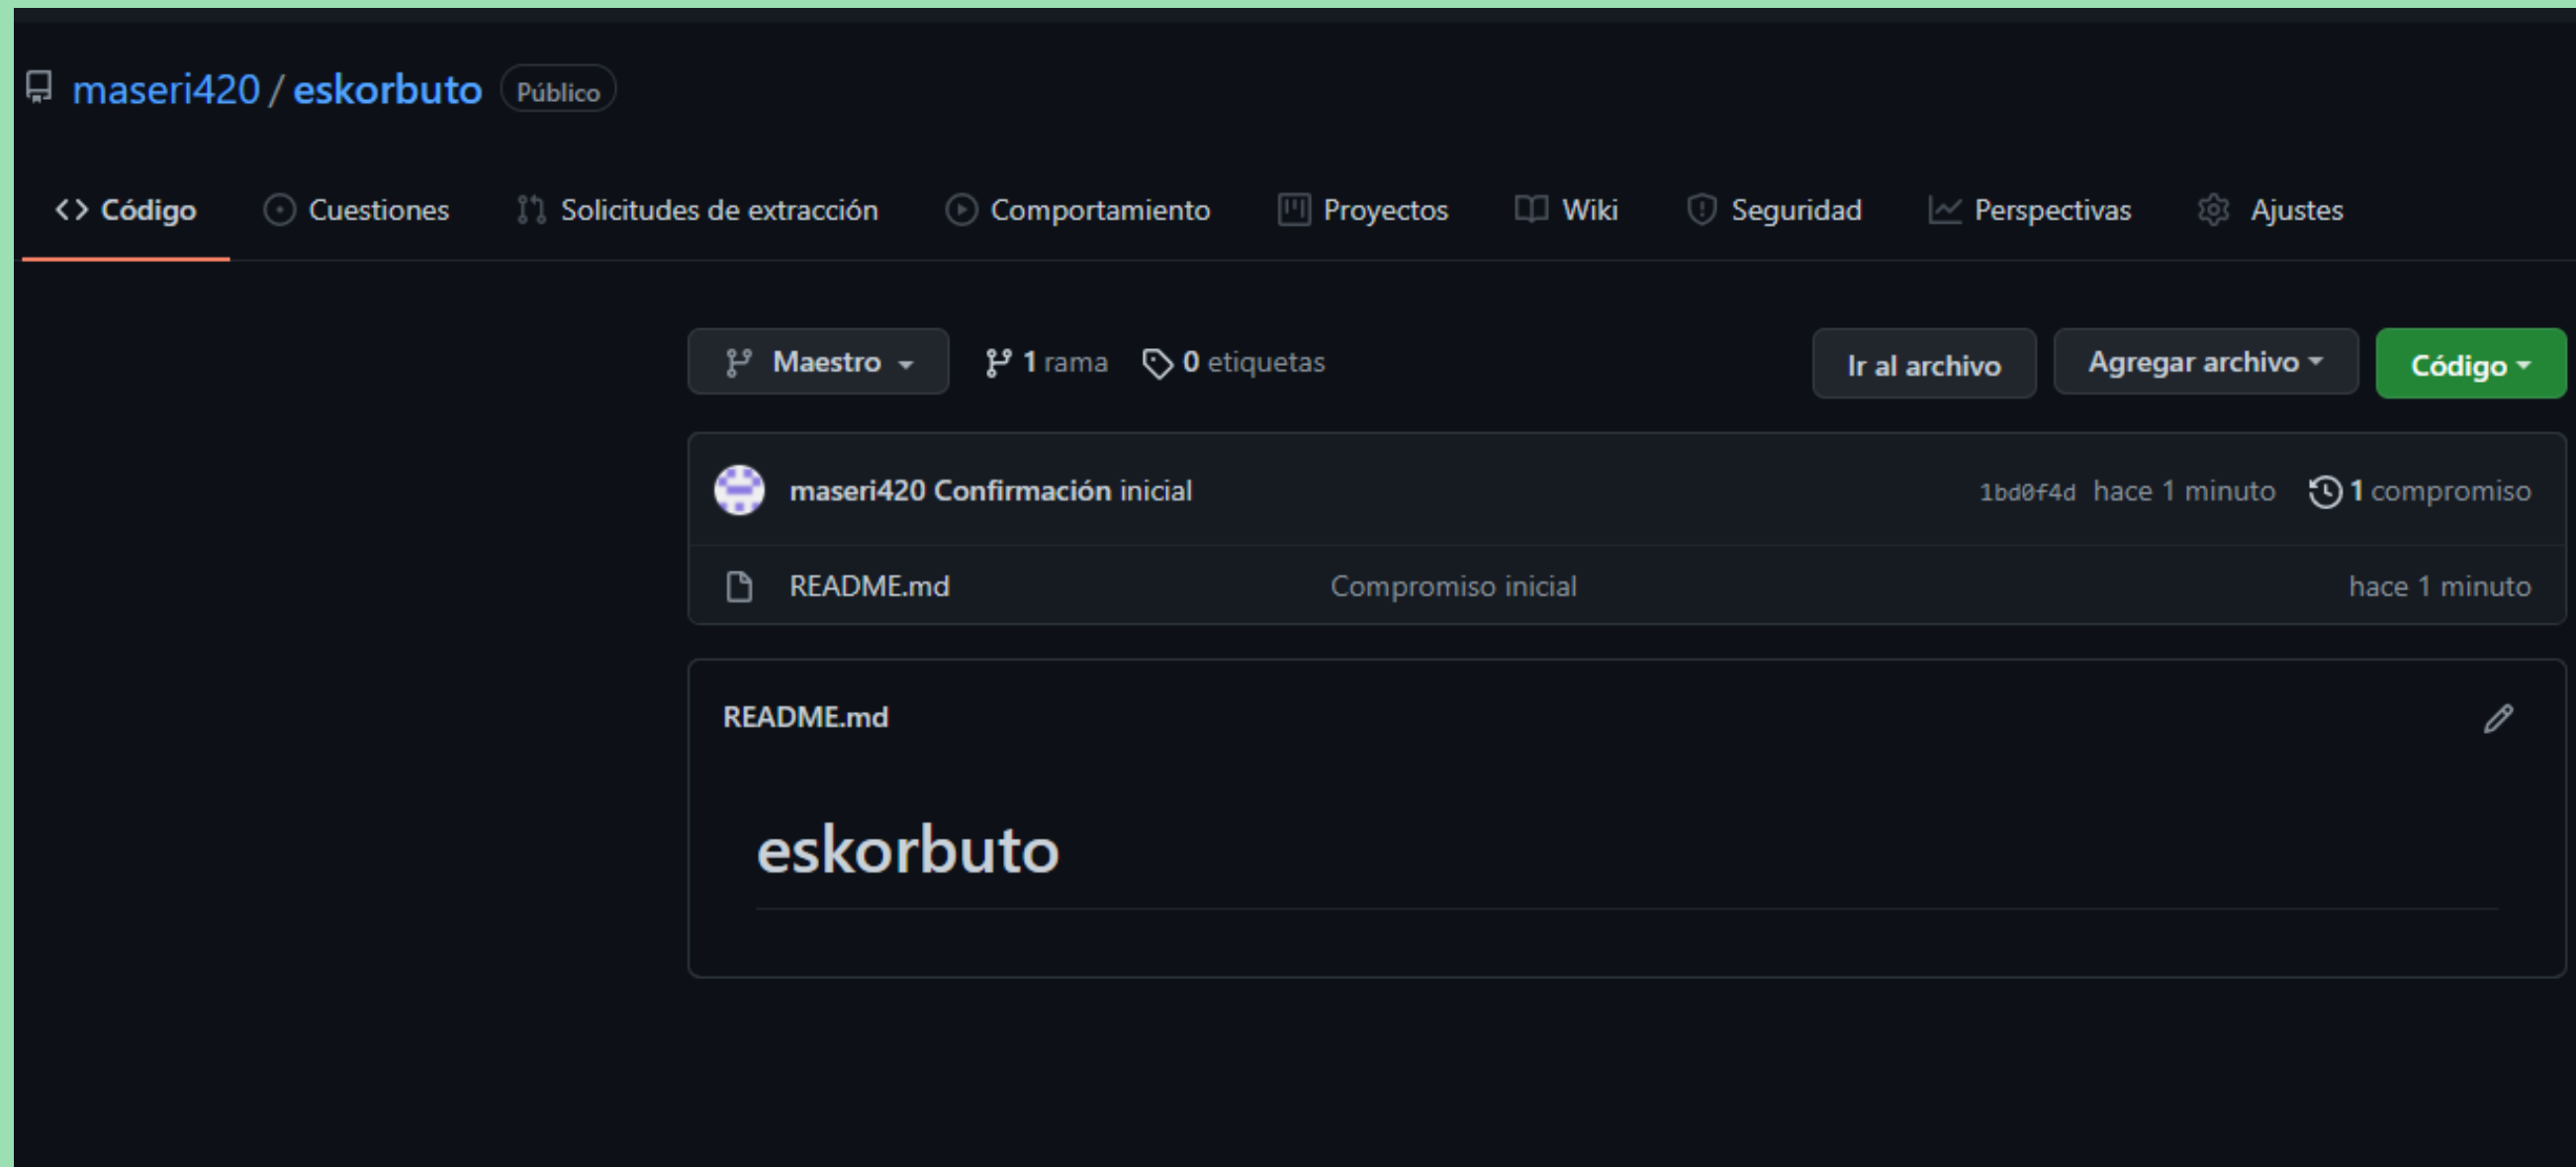 maseri420 / eskorbuto Público
Código Cuestiones Solicitudes de extracción Comportamiento Proyectos Wiki Seguridad Perspectivas Ajustes
Maestro 1 rama 0 etiquetas Ir al archivo Agregar archivo Código
maseri420 Confirmación inicial 1bd0f4d hace 1 minuto 1 compromiso
README.md Compromiso inicial hace 1 minuto
README.md
eskorbuto